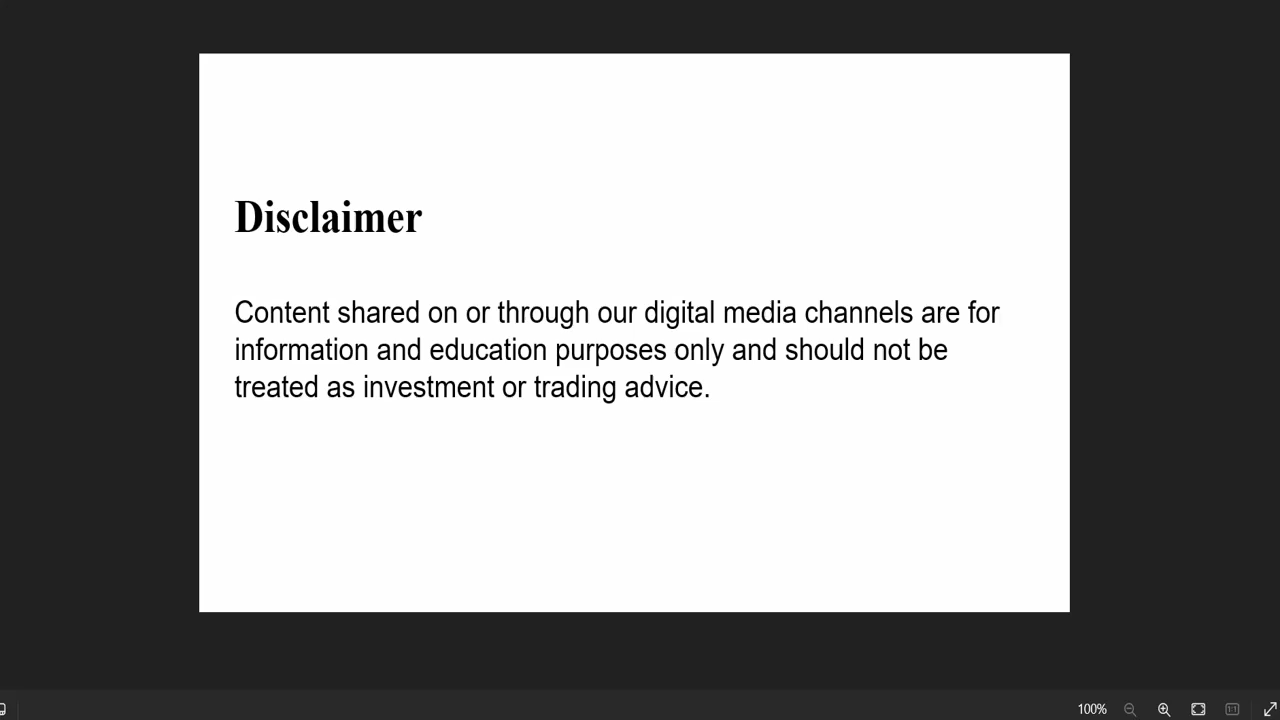 Disclaimer
Content shared on or through our digital media channels are for
information and education purposes only and should not be
treated as investment or trading advice.
100%